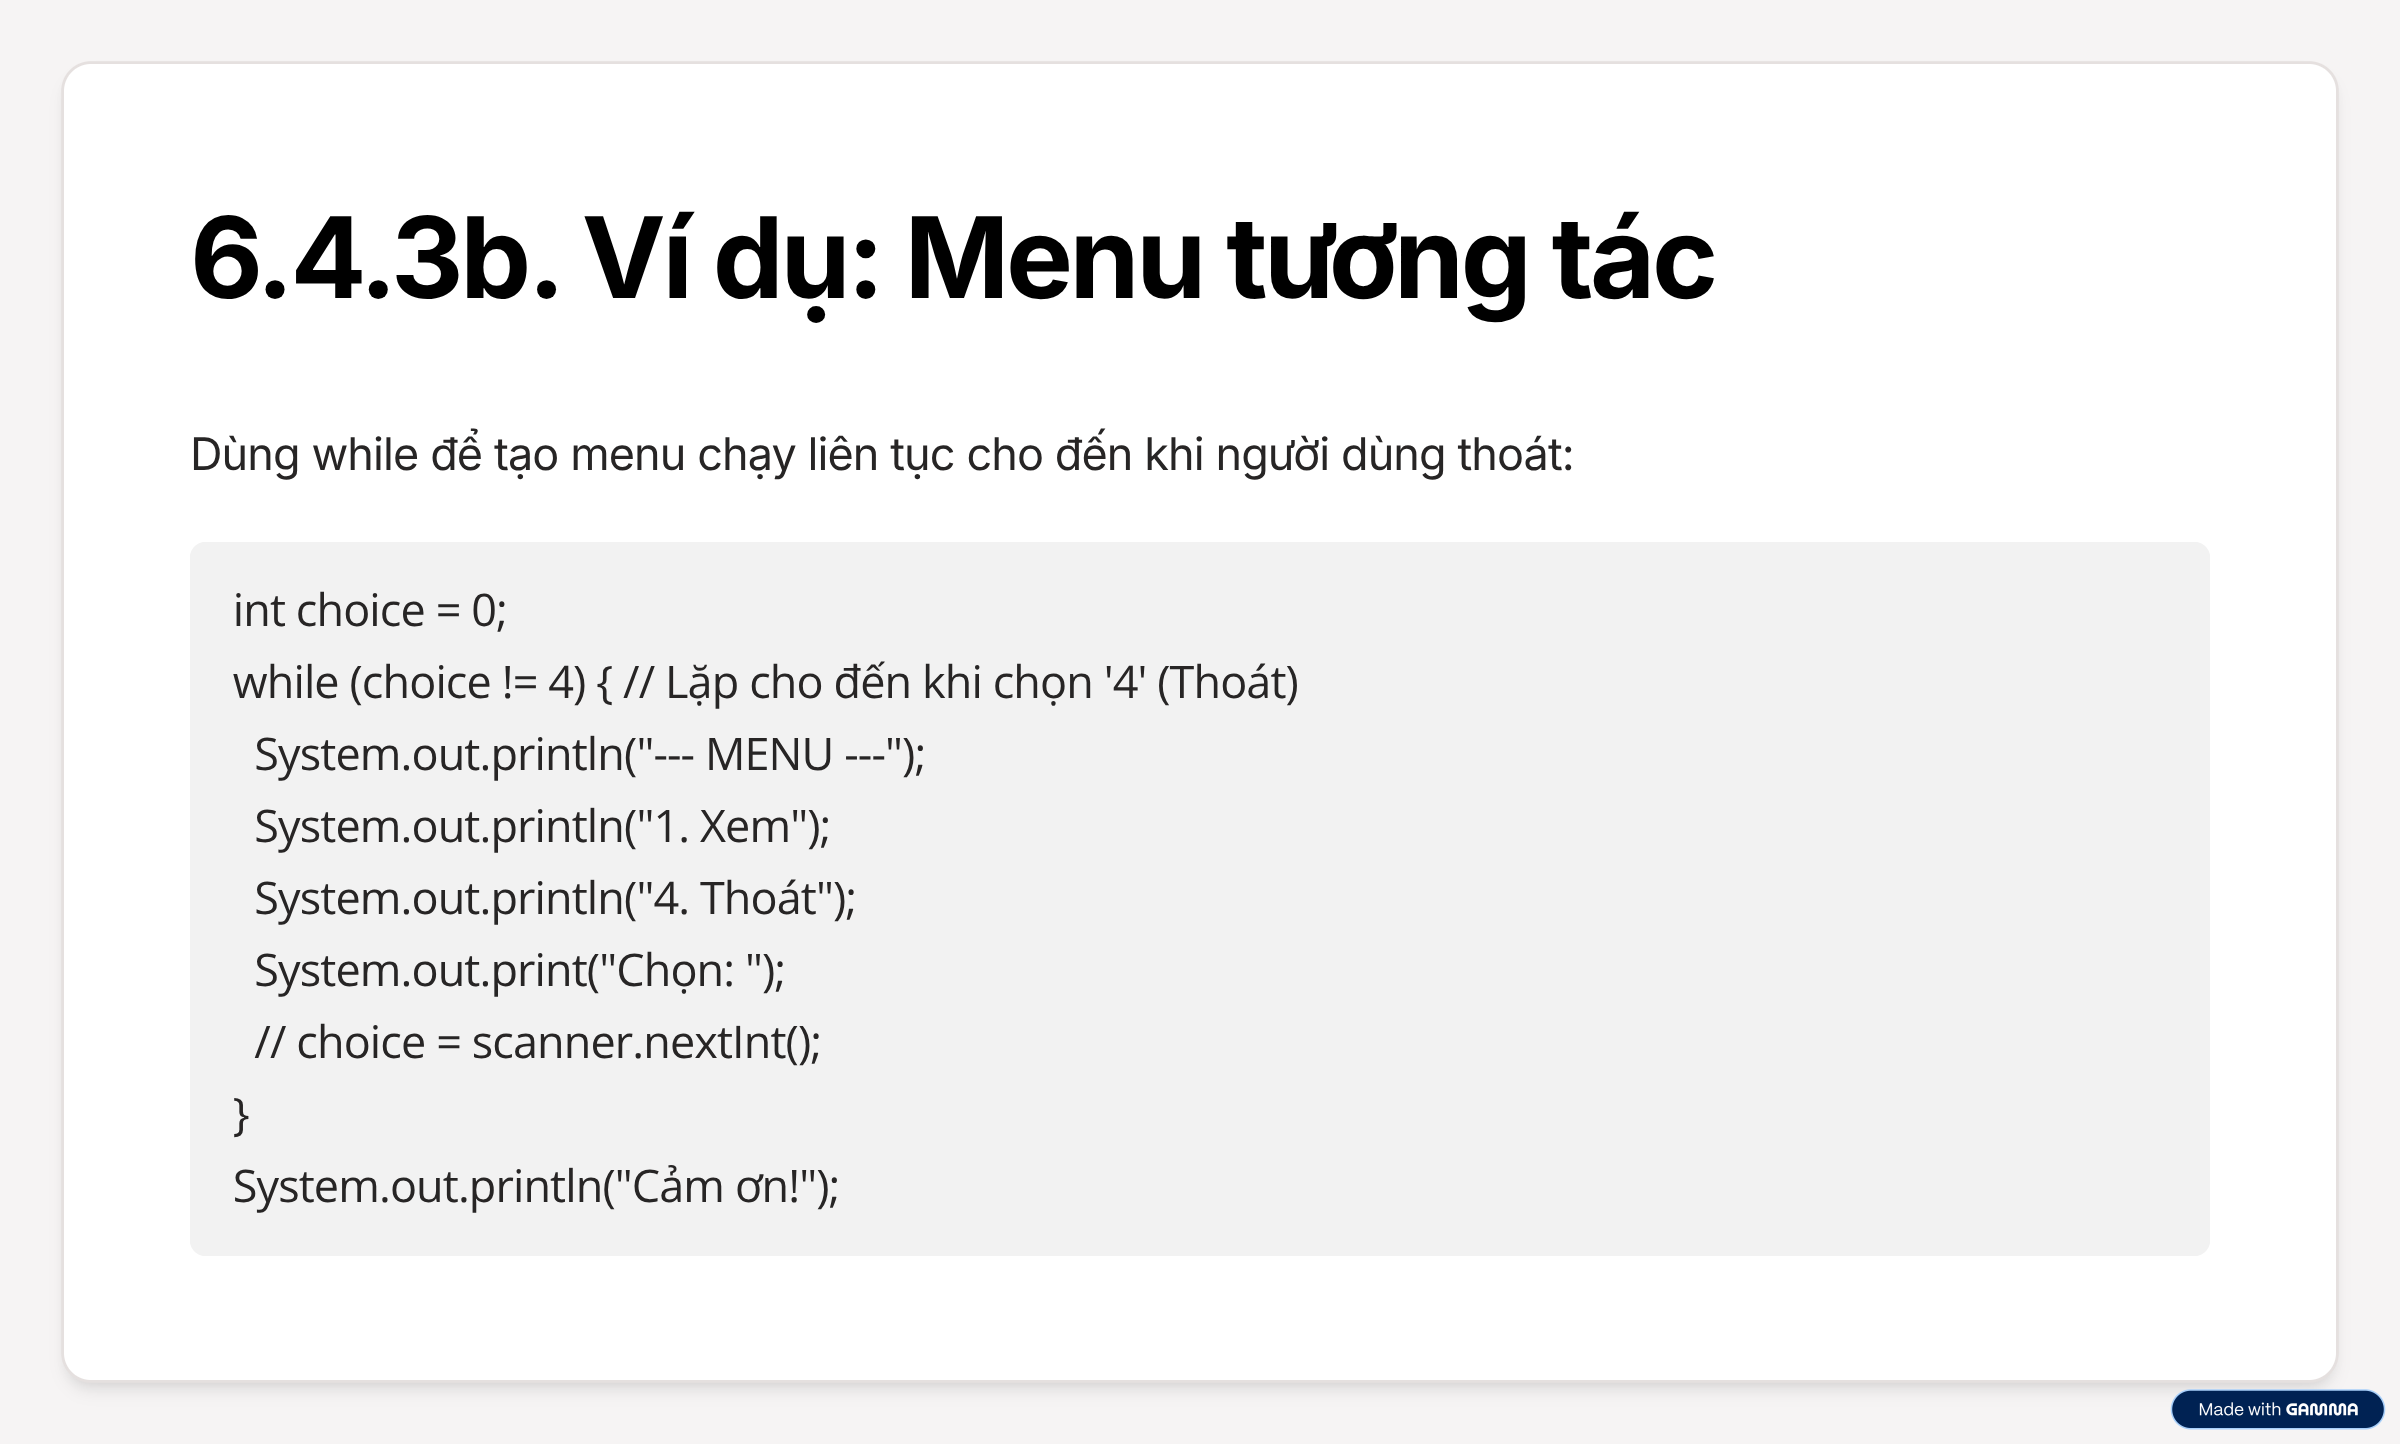 6.4.3b. Ví dụ: Menu tương tác
Dùng while để tạo menu chạy liên tục cho đến khi người dùng thoát:
int choice = 0;
while (choice != 4) { // Lặp cho đến khi chọn '4' (Thoát)
  System.out.println("--- MENU ---");
  System.out.println("1. Xem");
  System.out.println("4. Thoát");
  System.out.print("Chọn: ");
  // choice = scanner.nextInt();
}
System.out.println("Cảm ơn!");
Made with GAMMA